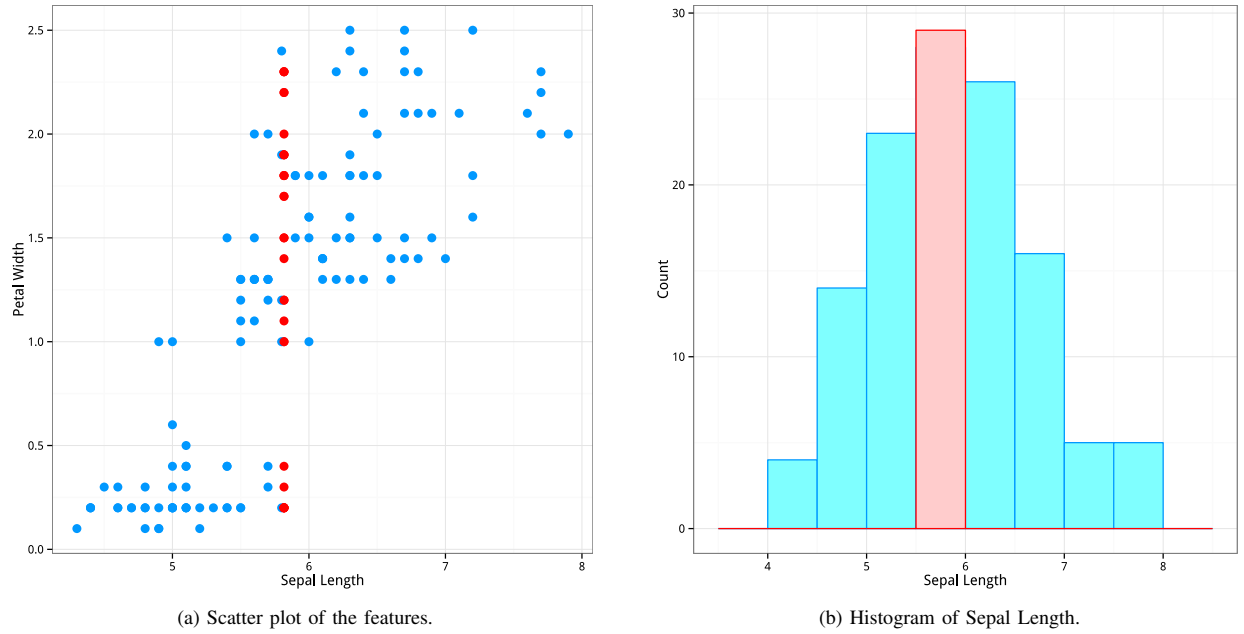 2.5
2.0
1.5
1.0
0.5
0.0
Petal Width
5 6 7 8
Sepal Length
(a) Scatter plot of the features.
30
20
10
0
Count
4 5 6 7 8
Sepal Length
(b) Histogram of Sepal Length.